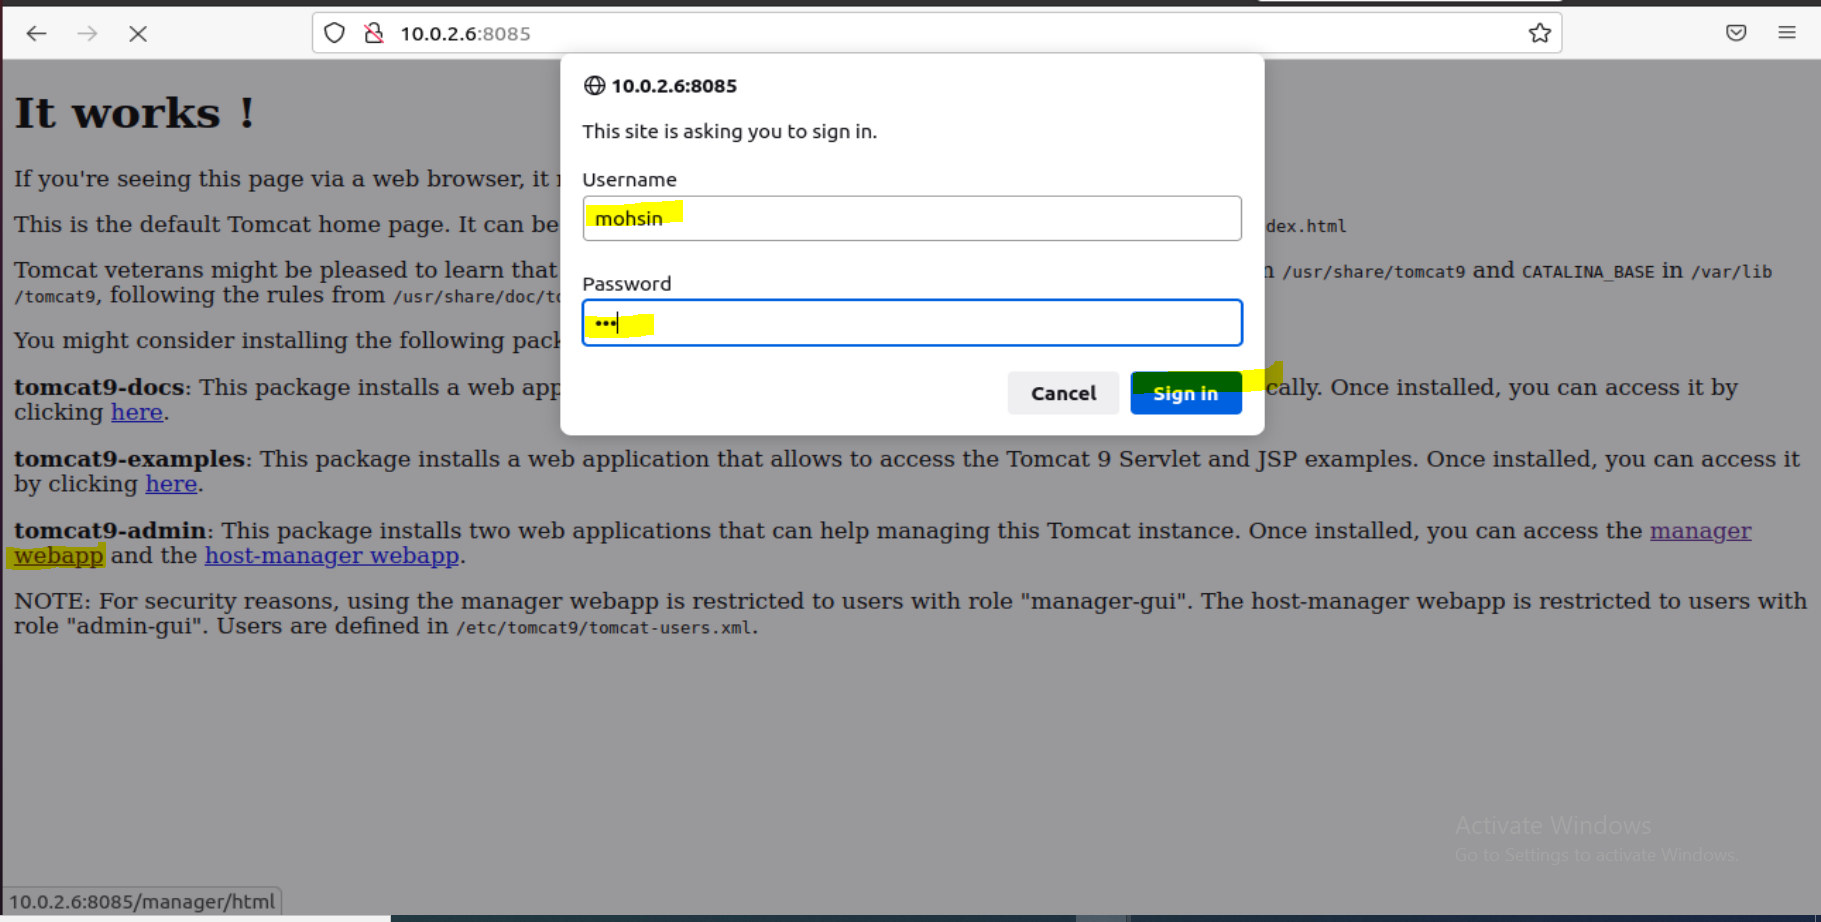 10.0.2.6:8085
It works !
10.0.2.6:8085
This site is asking you to sign in.
Username
mohsin
Password
•••
Cancel
Sign in
If you're seeing this page via a web browser, it
This is the default Tomcat home page. It can be dex.html
Tomcat veterans might be pleased to learn that /usr/share/tomcat9 and CATALINA_BASE in /var/lib
/tomcat9, following the rules from /usr/share/doc/
You might consider installing the following
tomcat9-docs: This package installs a web cally. Once installed, you can access it by
clicking here.
tomcat9-examples: This package installs a web application that allows to access the Tomcat 9 Servlet and JSP examples. Once installed, you can access it
by clicking here.
tomcat9-admin: This package installs two web applications that can help managing this Tomcat instance. Once installed, you can access the manager
webapp and the host-manager webapp.
NOTE: For security reasons, using the manager webapp is restricted to users with role "manager-gui". The host-manager webapp is restricted to users with
role "admin-gui". Users are defined in /etc/tomcat9/tomcat-users.xml.
Activate Windows
Go to Settings to activate Windows.
10.0.2.6:8085/manager/html